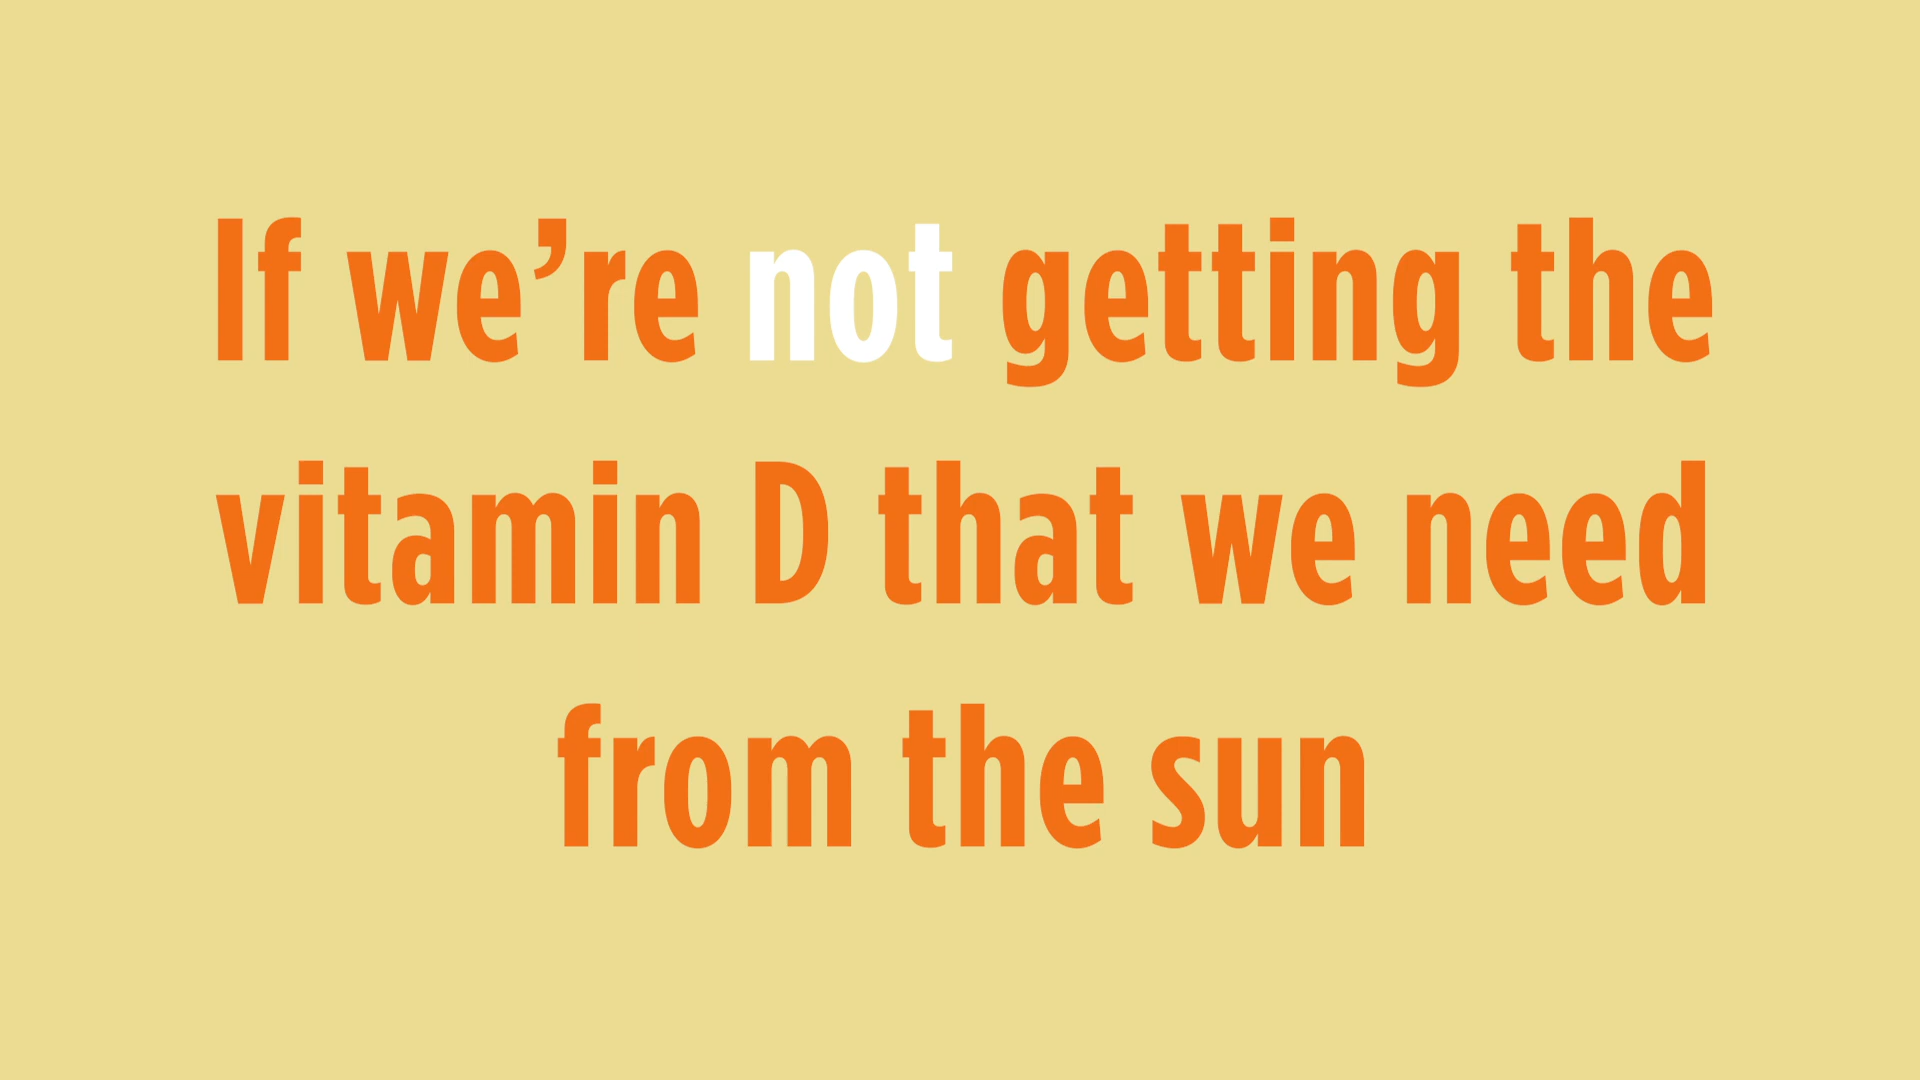 If we’re not getting the
vitamin D that we need
from the sun